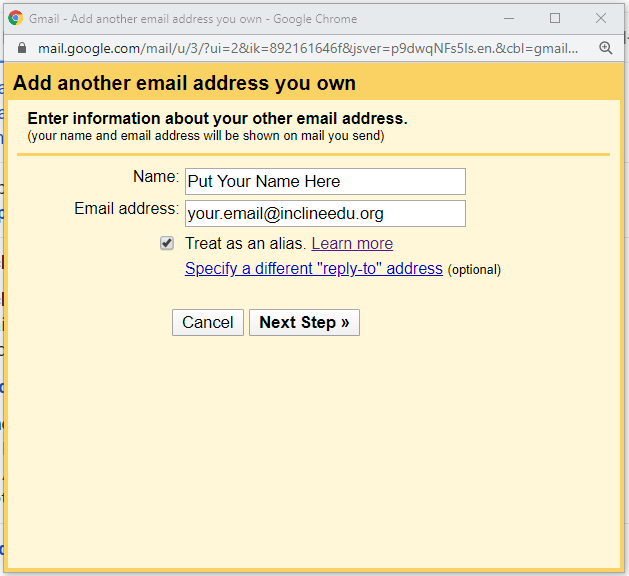 Gmail - Add another email address you own - Google Chrome
mail.google.com/mail/u/3/?ui=2&ik=892161646f&jsver=p9dwqNFs5ls.en.&cbl=gmail...
Add another email address you own
Enter information about your other email address.
(your name and email address will be shown on mail you send)
Name: Put Your Name Here
Email address: your.email@inclineedu.org
Treat as an alias. Learn more
Specify a different "reply-to" address (optional)
Cancel Next Step »